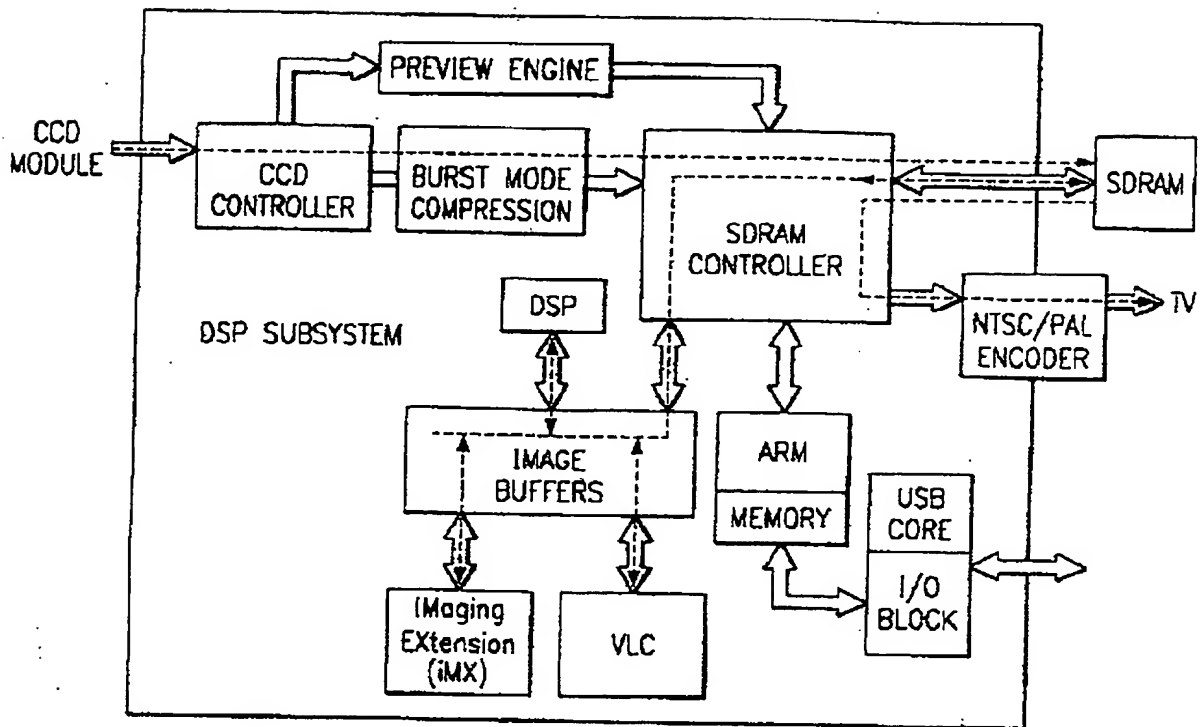 PREVIEW ENGINE
CCD
MODULE
CCD
CONTROLLER
BURST MODE
COMPRESSION
SDRAM
CONTROLLER
SDRAM
DSP
DSP SUBSYSTEM
NTSC/PAL
ENCODER
TV
IMAGE
BUFFERS
ARM
MEMORY
USB
CORE
I/O
BLOCK
IMaging
EXtension
(iMX)
VLC